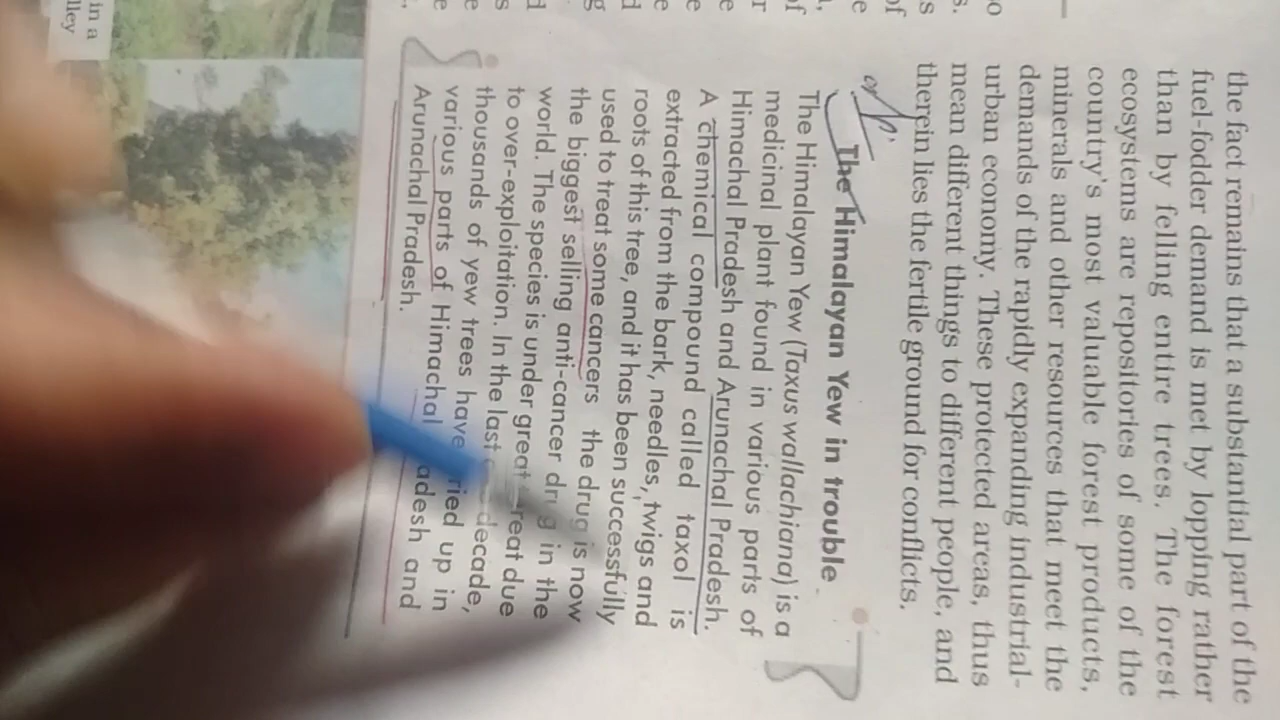 the fact remains that a substantial part of the
fuel-fodder demand is met by lopping rather
than by felling entire trees. The forest
ecosystems are repositories of some of the
country's most valuable forest products,
minerals and other resources that meet the
demands of the rapidly expanding industrial-
urban economy. These protected areas, thus
mean different things to different people, and
therein lies the fertile ground for conflicts.
The Himalayan Yew in trouble
The Himalayan Yew (Taxus wallachiana) is a
medicinal plant found in various parts of
Himachal Pradesh and Arunachal Pradesh.
A chemical compound called taxol is
extracted from the bark, needles, twigs and
roots of this tree, and it has been successfully
used to treat some cancers the drug is now
the biggest selling anti-cancer drug in the
world. The species is under great threat due
to over-exploitation. In the last decade,
thousands of yew trees have dried up in
various parts of Himachal Pradesh and
Arunachal Pradesh.
in a
lley